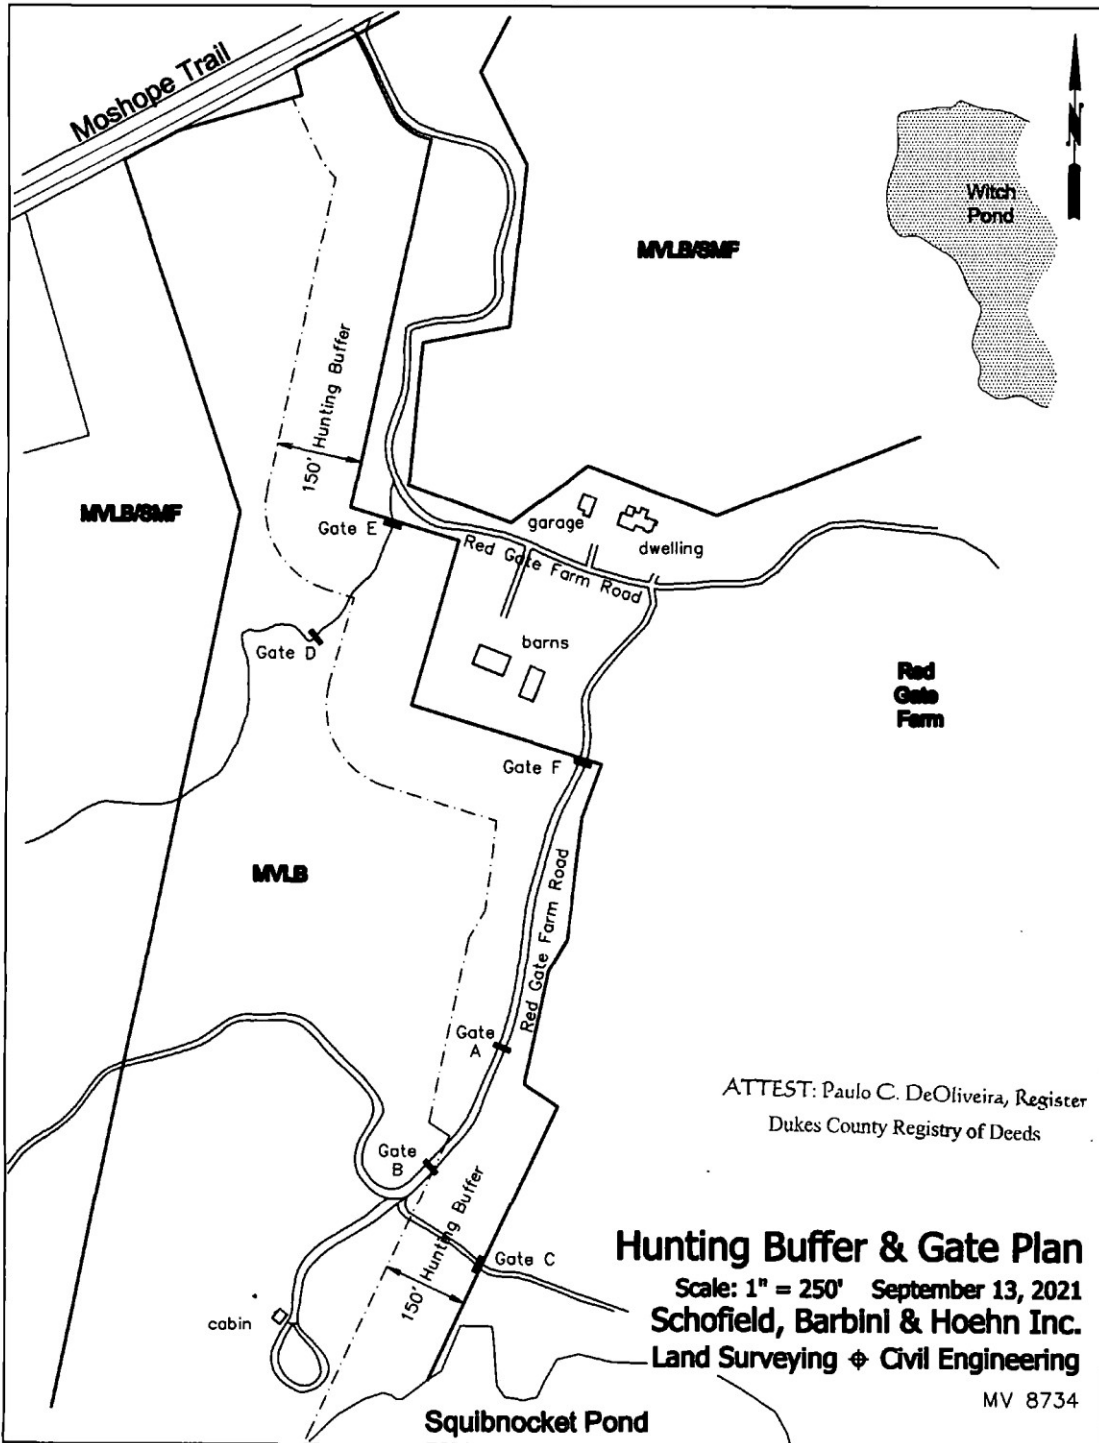 Moshope Trail
N
Witch
Pond
MVLB/SMF
150' Hunting Buffer
MVLB/SMF
Gate E
garage
dwelling
Red Gate Farm Road
Gate D
barns
Red
Gate
Farm
Gate F
MVLB
Red Gate Farm Road
Gate
A
ATTEST: Paulo C. DeOliveira, Register
Dukes County Registry of Deeds
Gate
B
150' Hunting Buffer
Gate C
cabin
Hunting Buffer & Gate Plan
Scale: 1" = 250' September 13, 2021
Schofield, Barbini & Hoehn Inc.
Land Surveying ⌖ Civil Engineering
MV 8734
Squibnocket Pond